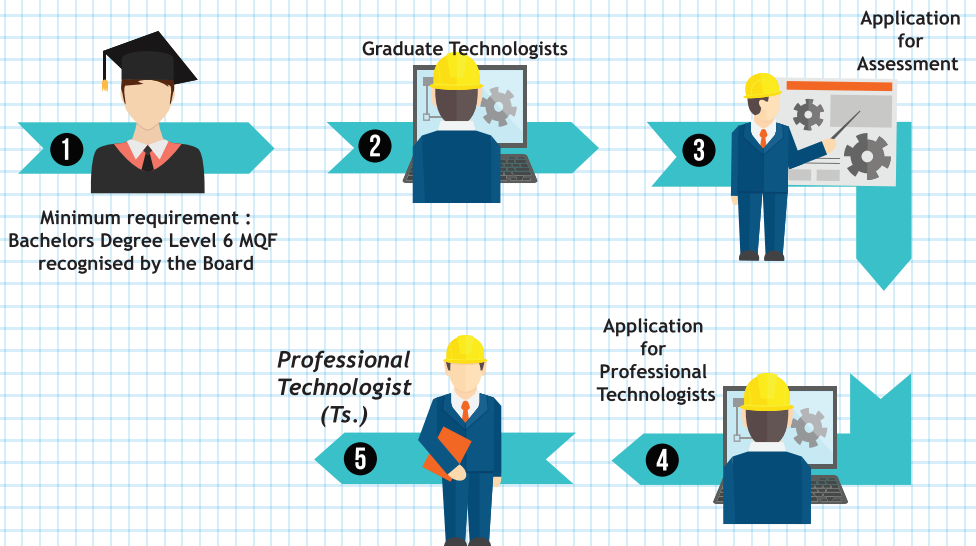 1
Minimum requirement :
Bachelors Degree Level 6 MQF
recognised by the Board
Graduate Technologists
2
Application
for
Assessment
3
Application
for
Professional
Technologists
4
Professional
Technologist
(Ts.)
5